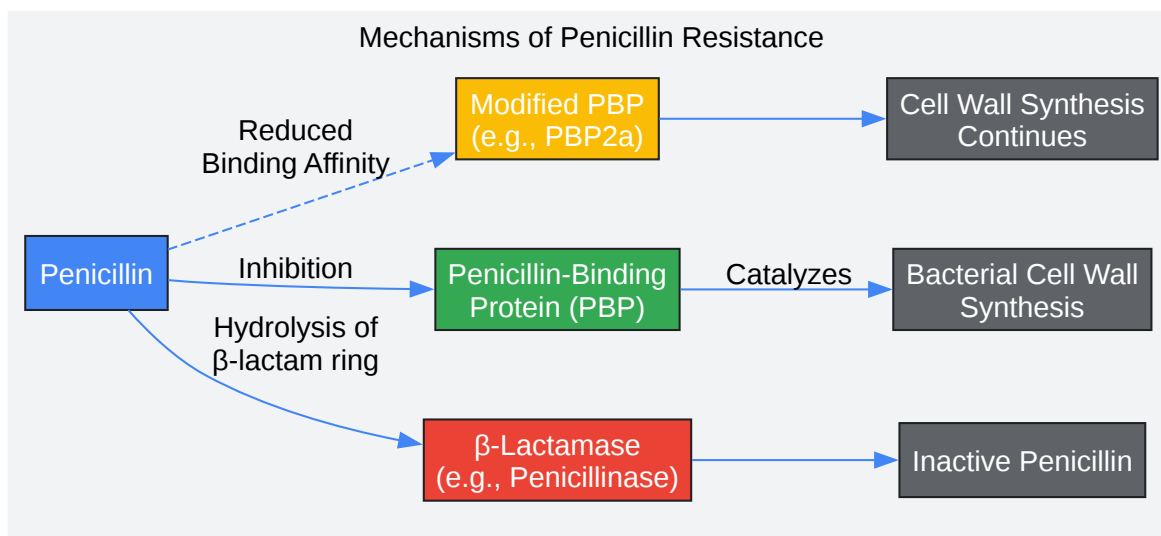 Mechanisms of Penicillin Resistance
Reduced
Binding Affinity
Modified PBP
(e.g., PBP2a)
Cell Wall Synthesis
Continues
Penicillin
Inhibition
Penicillin-Binding
Protein (PBP)
Catalyzes
Bacterial Cell Wall
Synthesis
Hydrolysis of
β-lactam ring
β-Lactamase
(e.g., Penicillinase)
Inactive Penicillin